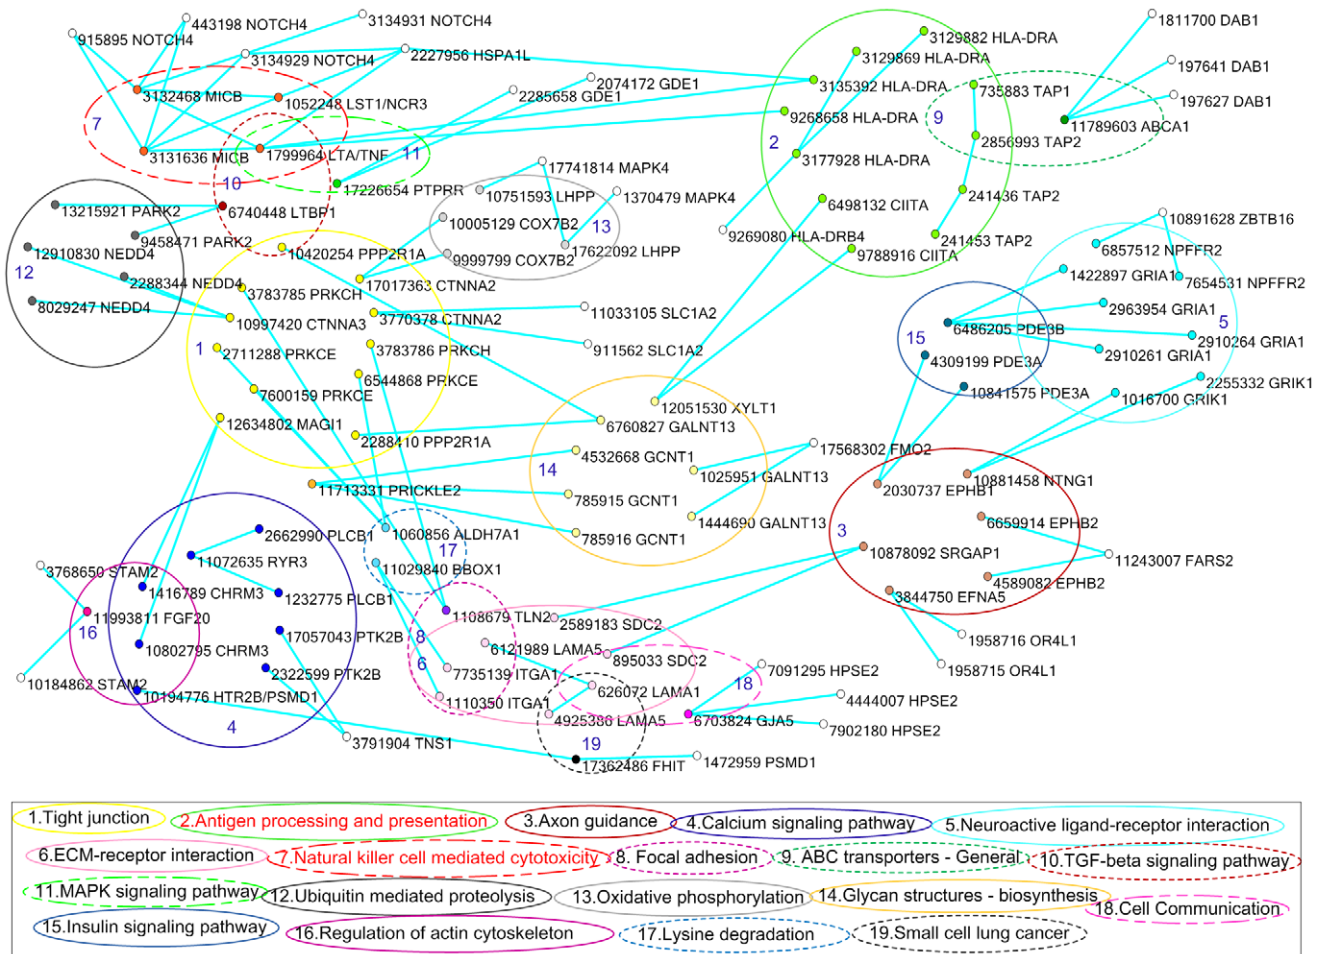 443198 NOTCH4
3134931 NOTCH4
1811700 DAB1
915895 NOTCH4
3134929 NOTCH4
2227956 HSPA1L
3129882 HLA-DRA
3129869 HLA-DRA
197641 DAB1
2074172 GDE1
3135392 HLA-DRA
735883 TAP1
3132468 MICB
1052248 LST1/NCR3
2285658 GDE1
197627 DAB1
7
9268658 HLA-DRA
9
11789603 ABCA1
2
2856993 TAP2
3131636 MICB
1799964 LTA/TNF
11
3177928 HLA-DRA
17741814 MAPK4
10
17226654 PTPRR
10751593 LHPP
1370479 MAPK4
241436 TAP2
13215921 PARK2
6740448 LTBP1
6498132 CIITA
10891628 ZBTB16
10005129 COX7B2
13
9269080 HLA-DRB4
241453 TAP2
9458471 PARK2
6857512 NPFFR2
12910830 NEDD4
10420254 PPP2R1A
9999799 COX7B2
17622092 LHPP
9788916 CIITA
12
2288344 NEDD4
17017363 CTNNA2
1422897 GRIA1
7654531 NPFFR2
3783785 PRKCH
8029247 NEDD4
11033105 SLC1A2
2963954 GRIA1
10997420 CTNNA3
3770378 CTNNA2
6486205 PDE3B
5
1
2711288 PRKCE
3783786 PRKCH
911562 SLC1A2
15
2910264 GRIA1
2910261 GRIA1
4309199 PDE3A
6544868 PRKCE
2255332 GRIK1
7600159 PRKCE
10841575 PDE3A
1016700 GRIK1
12051530 XYLT1
12634802 MAGI1
6760827 GALNT13
2288410 PPP2R1A
17568302 FMO2
4532668 GCNT1
14
1025951 GALNT13
10881458 NTNG1
11713331 PRICKLE2
2030737 EPHB1
785915 GCNT1
6659914 EPHB2
1444690 GALNT13
2662990 PLCB1
1060856 ALDH7A1
785916 GCNT1
3
17
10878092 SRGAP1
11072635 RYR3
11243007 FARS2
3768650 STAM2
11029840 BBOX1
4589082 EPHB2
1416789 CHRM3
1232775 PLCB1
3844750 EFNA5
11993811 FGF20
1108679 TLN2
2589183 SDC2
16
17057043 PTK2B
8
1958716 OR4L1
10802795 CHRM3
6121989 LAMA5
895033 SDC2
6
7091295 HPSE2
1958715 OR4L1
10184862 STAM2
2322599 PTK2B
7735139 ITGA1
10194776 HTR2B/PSMD1
1110350 ITGA1
626072 LAMA1
18
4444007 HPSE2
4
4925386 LAMA5
6703824 GJA5
7902180 HPSE2
3791904 TNS1
19
17362486 FHIT
1472959 PSMD1
1.Tight junction
2.Antigen processing and presentation
3.Axon guidance
4.Calcium signaling pathway
5.Neuroactive ligand-receptor interaction
6.ECM-receptor interaction
7.Natural killer cell mediated cytotoxicity
8. Focal adhesion
9. ABC transporters - General
10.TGF-beta signaling pathway
11.MAPK signaling pathway
12.Ubiquitin mediated proteolysis
13.Oxidative phosphorylation
14.Glycan structures - biosynthesis
18.Cell Communication
15.Insulin signaling pathway
16.Regulation of actin cytoskeleton
17.Lysine degradation
19.Small cell lung cancer